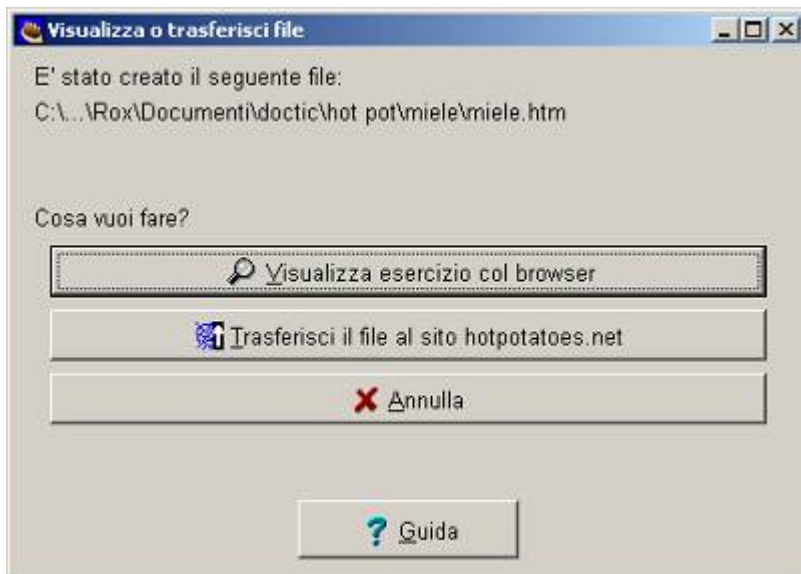 Visualizza o trasferisci file
E' stato creato il seguente file:
C:\...\Rox\Documenti\doctic\hot pot\miele\miele.htm
Cosa vuoi fare?
Visualizza esercizio col browser
Trasferisci il file al sito hotpotatoes.net
Annulla
Guida